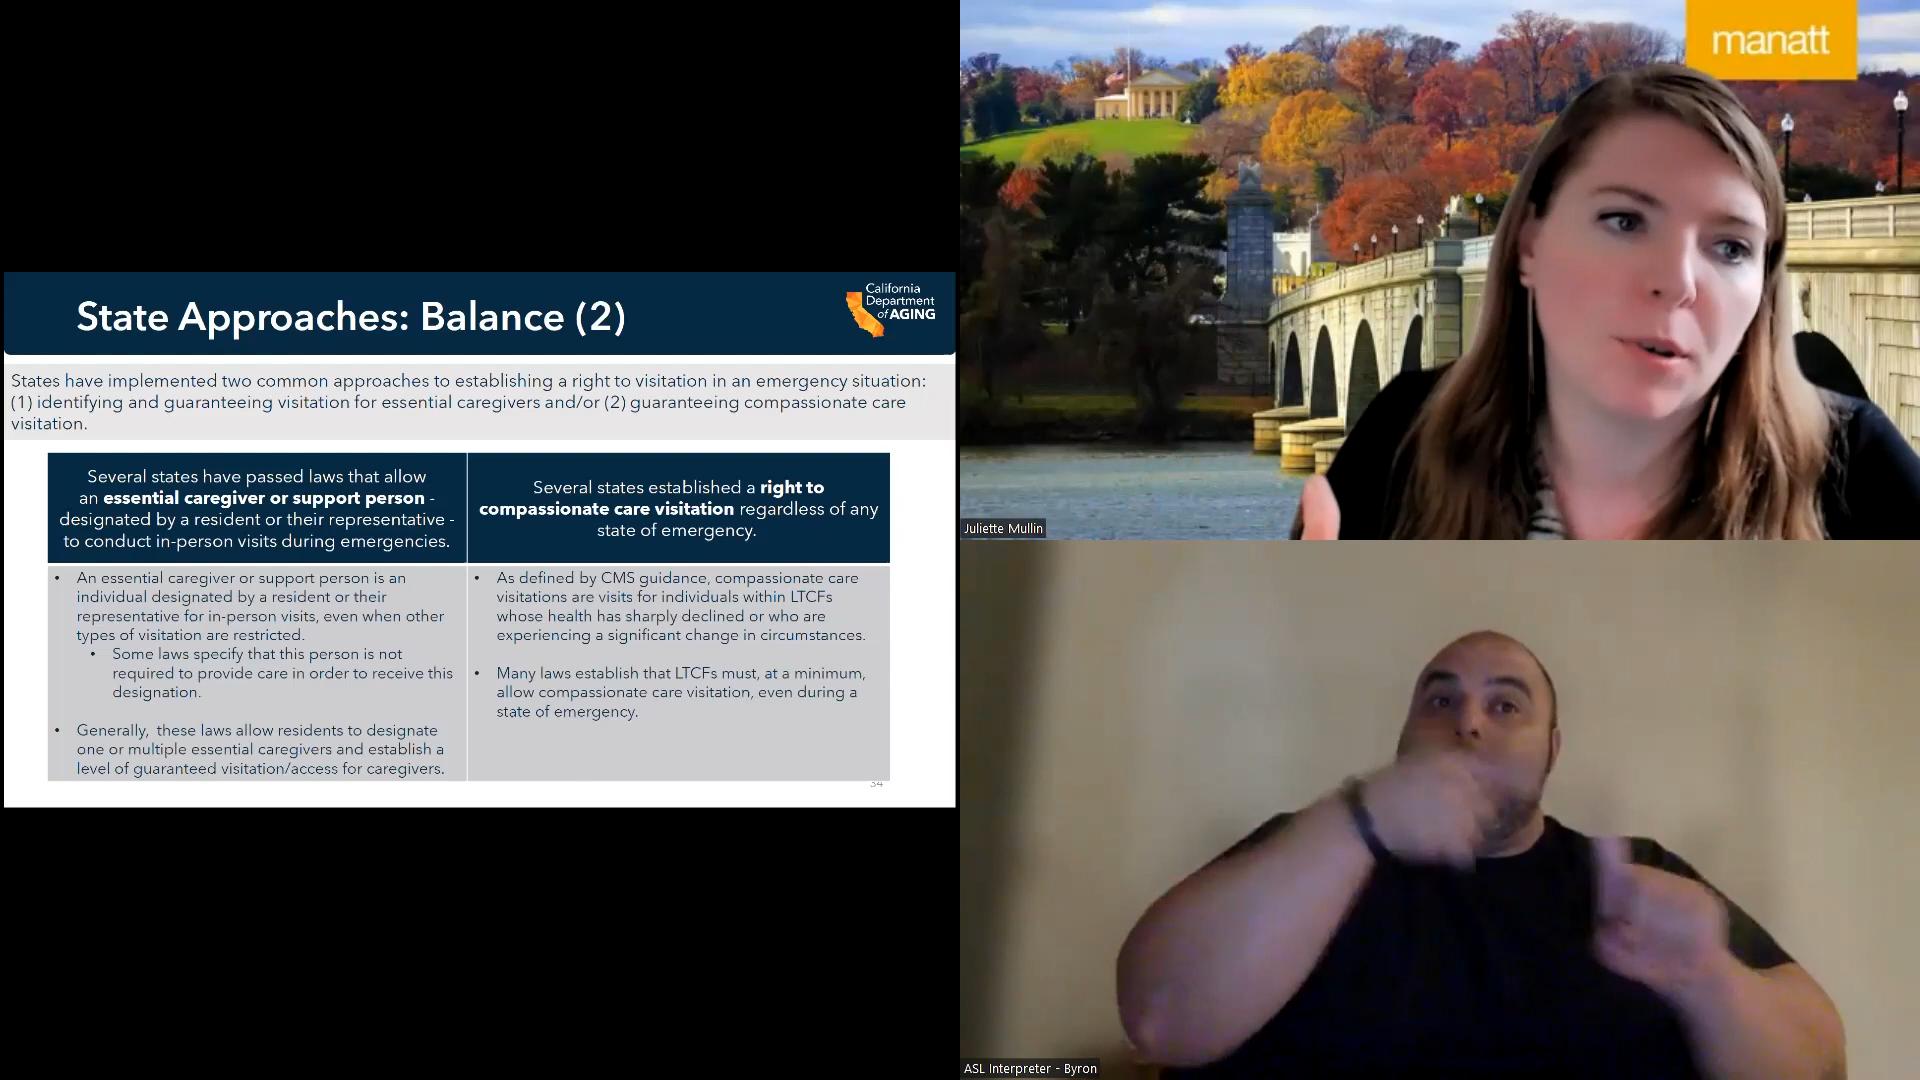 State Approaches: Balance (2)
California
Department
of AGING
States have implemented two common approaches to establishing a right to visitation in an emergency situation:
(1) identifying and guaranteeing visitation for essential caregivers and/or (2) guaranteeing compassionate care
visitation.
Several states have passed laws that allow
an essential caregiver or support person -
designated by a resident or their representative -
to conduct in-person visits during emergencies.
Several states established a right to
compassionate care visitation regardless of any
state of emergency.
• An essential caregiver or support person is an
individual designated by a resident or their
representative for in-person visits, even when other
types of visitation are restricted.
• Some laws specify that this person is not
required to provide care in order to receive this
designation.
• Generally, these laws allow residents to designate
one or multiple essential caregivers and establish a
level of guaranteed visitation/access for caregivers.
• As defined by CMS guidance, compassionate care
visitations are visits for individuals within LTCFs
whose health has sharply declined or who are
experiencing a significant change in circumstances.
• Many laws establish that LTCFs must, at a minimum,
allow compassionate care visitation, even during a
state of emergency.
34
manatt
Juliette Mullin
ASL Interpreter - Byron